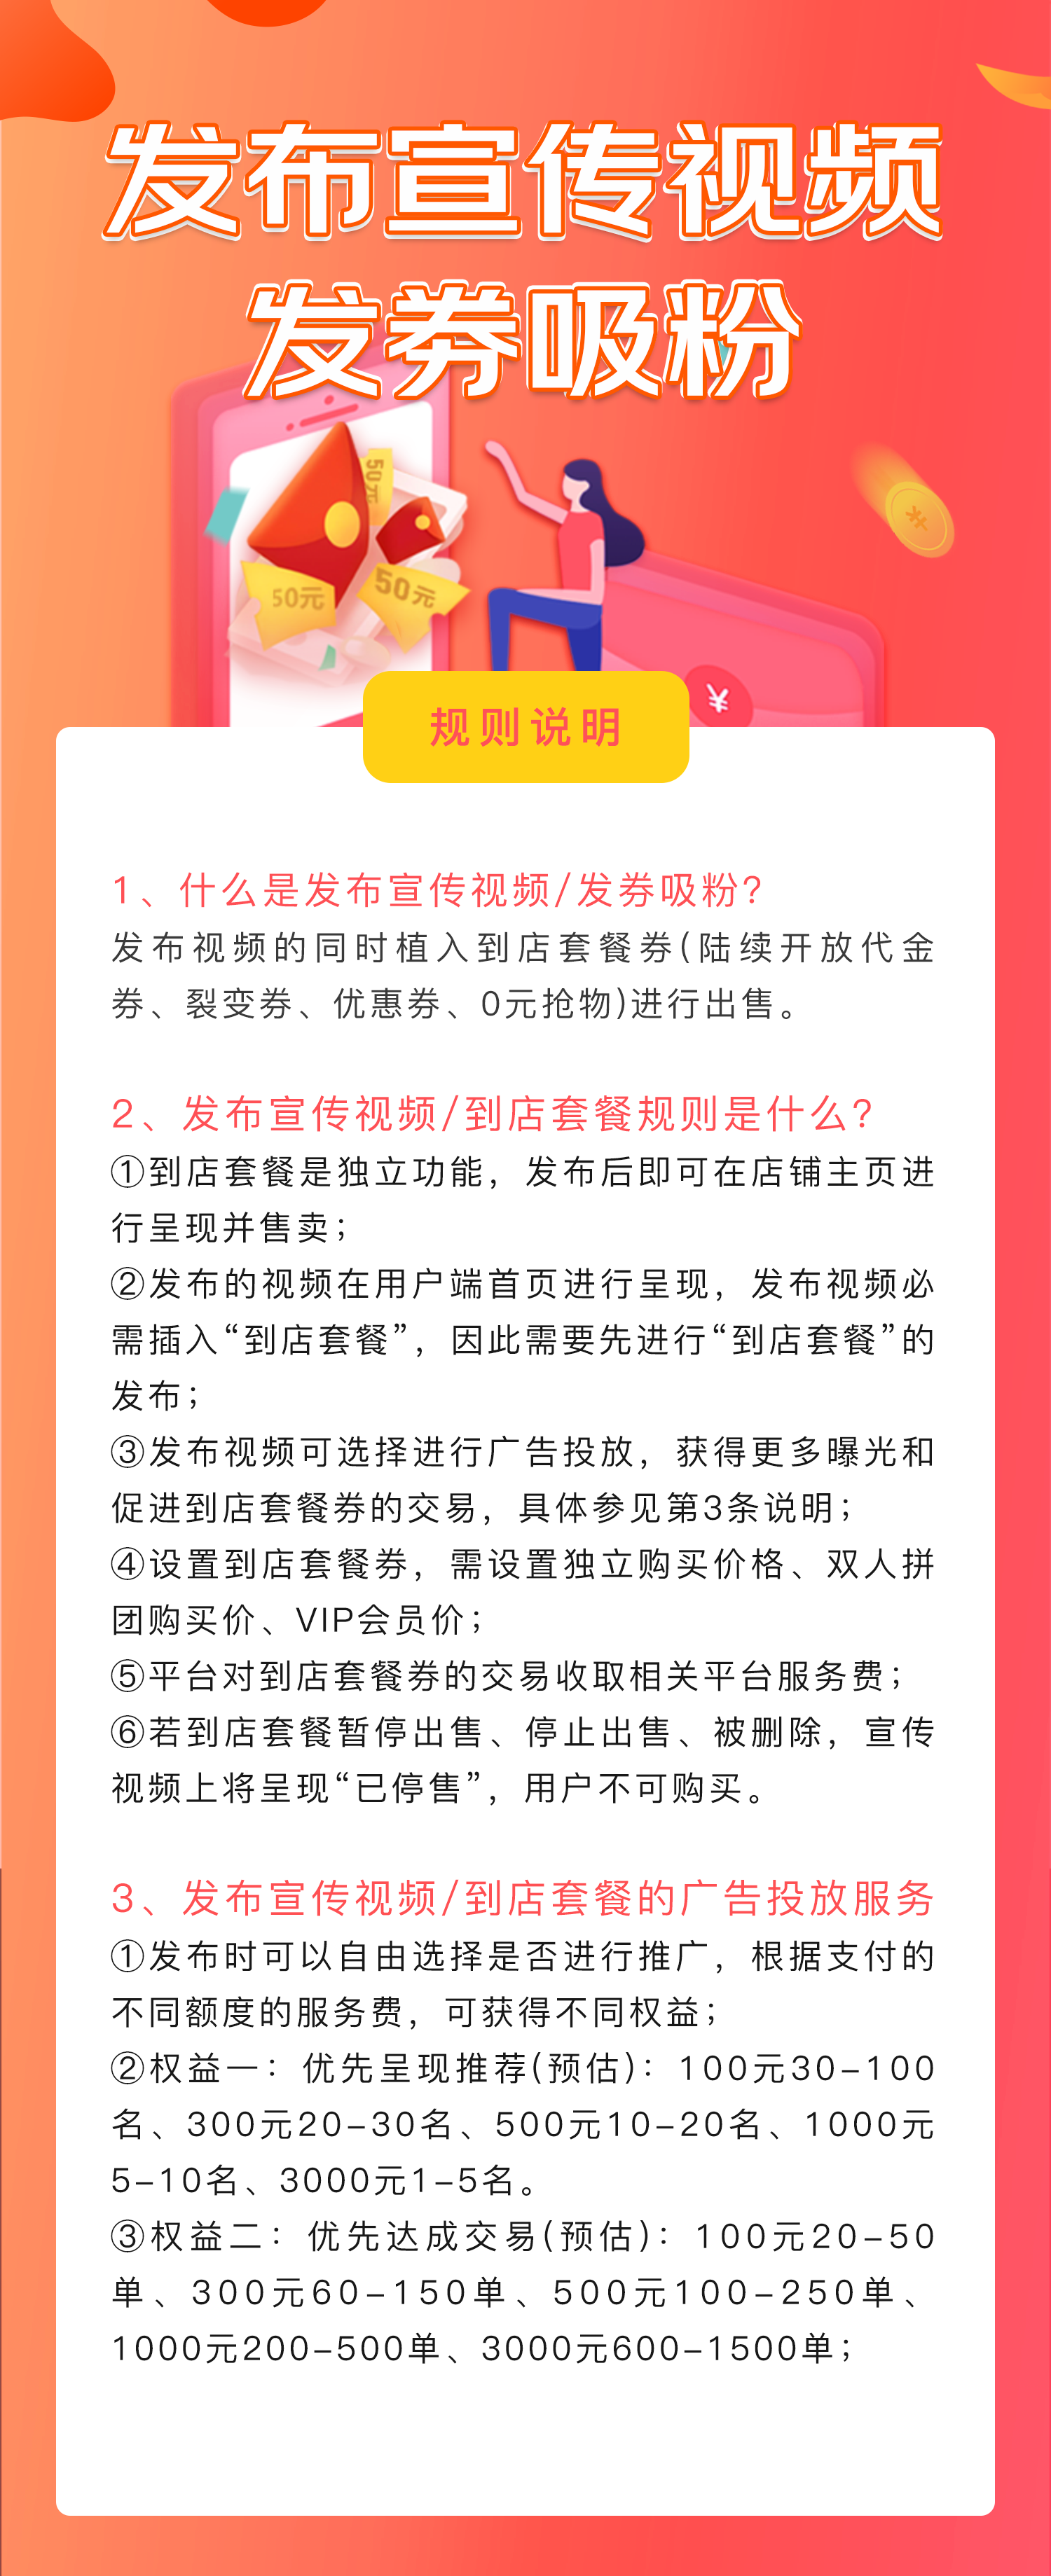 发布宣传视频
发券吸粉
50元
50元
50元
¥
¥
规则说明
1、什么是发布宣传视频/发券吸粉?
发布视频的同时植入到店套餐券(陆续开放代金
券、裂变券、优惠券、0元抢物)进行出售。
2、发布宣传视频/到店套餐规则是什么?
①到店套餐是独立功能，发布后即可在店铺主页进
行呈现并售卖；
②发布的视频在用户端首页进行呈现，发布视频必
需插入“到店套餐”，因此需要先进行“到店套餐”的
发布；
③发布视频可选择进行广告投放，获得更多曝光和
促进到店套餐券的交易，具体参见第3条说明；
④设置到店套餐券，需设置独立购买价格、双人拼
团购买价、VIP会员价；
⑤平台对到店套餐券的交易收取相关平台服务费；
⑥若到店套餐暂停出售、停止出售、被删除，宣传
视频上将呈现“已停售”，用户不可购买。
3、发布宣传视频/到店套餐的广告投放服务
①发布时可以自由选择是否进行推广，根据支付的
不同额度的服务费，可获得不同权益；
②权益一：优先呈现推荐(预估)：100元30-100
名、300元20-30名、500元10-20名、1000元
5-10名、3000元1-5名。
③权益二：优先达成交易(预估)：100元20-50
单、300元60-150单、500元100-250单、
1000元200-500单、3000元600-1500单；